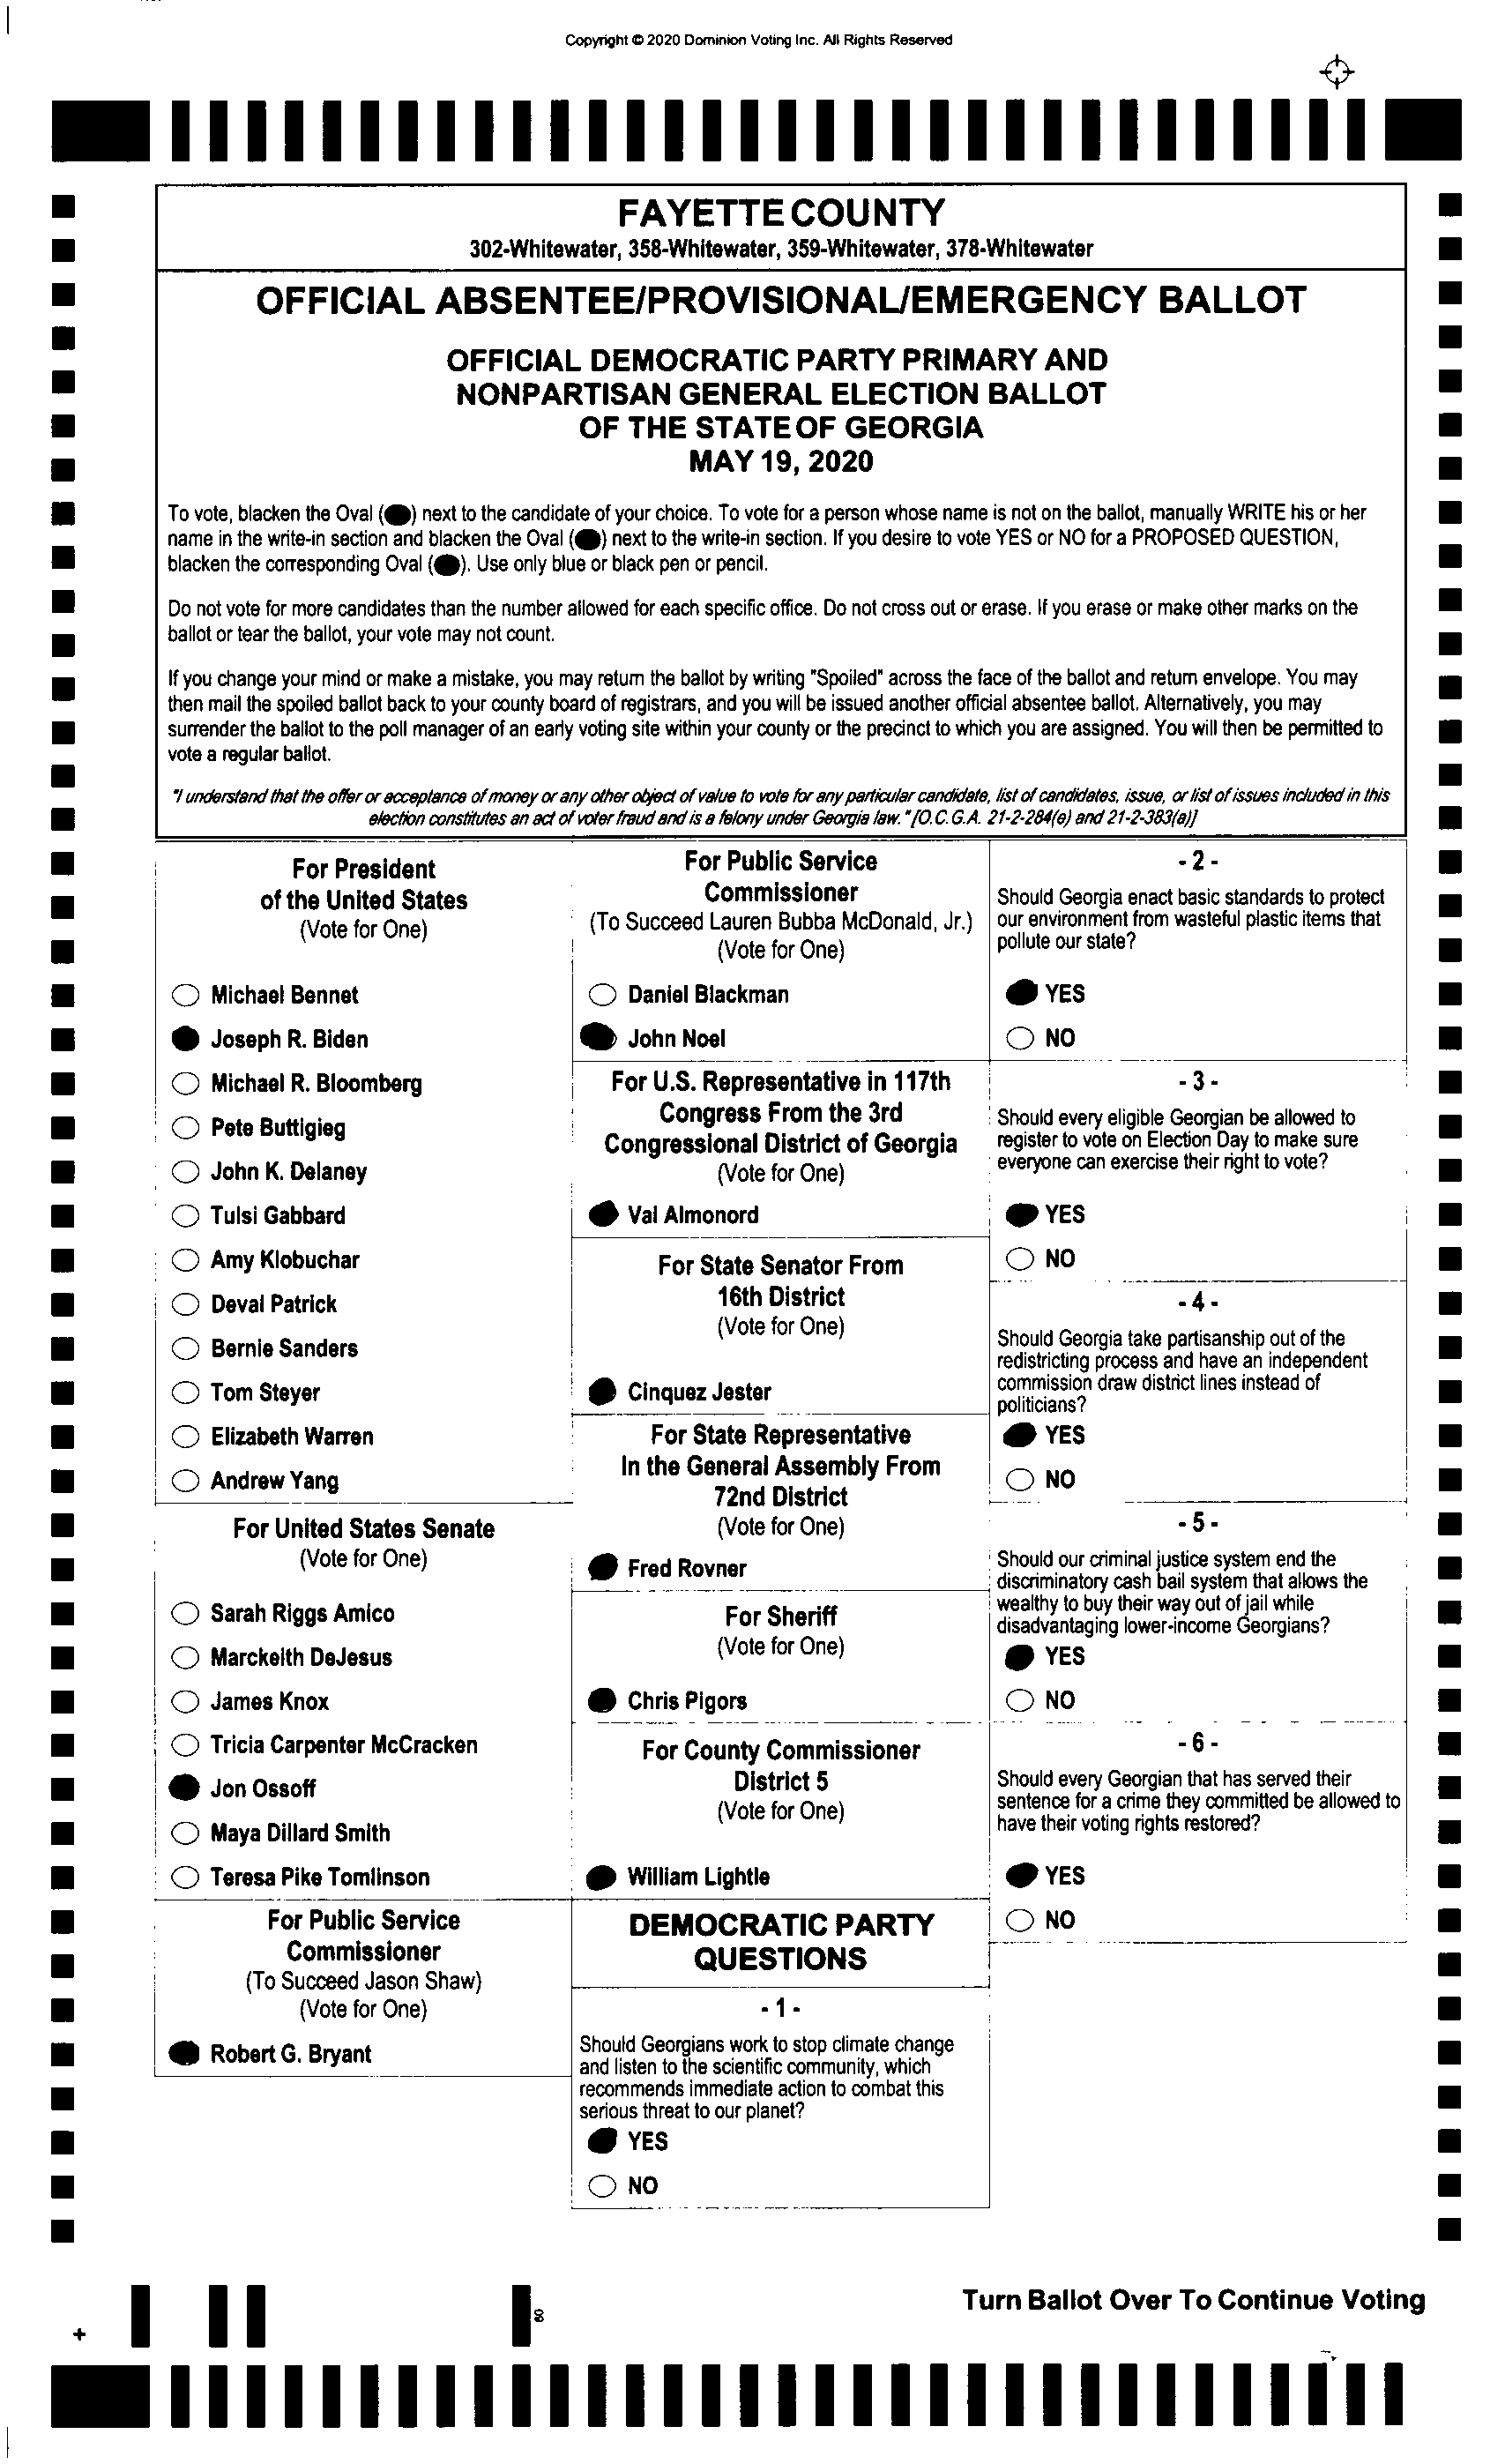 Copyright © 2020 Dominion Voting Inc. All Rights Reserved
FAYETTE COUNTY
302-Whitewater, 358-Whitewater, 359-Whitewater, 378-Whitewater
OFFICIAL ABSENTEE/PROVISIONAL/EMERGENCY BALLOT
OFFICIAL DEMOCRATIC PARTY PRIMARY AND
NONPARTISAN GENERAL ELECTION BALLOT
OF THE STATE OF GEORGIA
MAY 19, 2020
To vote, blacken the Oval () next to the candidate of your choice. To vote for a person whose name is not on the ballot, manually WRITE his or her
name in the write-in section and blacken the Oval () next to the write-in section. If you desire to vote YES or NO for a PROPOSED QUESTION,
blacken the corresponding Oval (). Use only blue or black pen or pencil.
Do not vote for more candidates than the number allowed for each specific office. Do not cross out or erase. If you erase or make other marks on the
ballot or tear the ballot, your vote may not count.
If you change your mind or make a mistake, you may return the ballot by writing "Spoiled" across the face of the ballot and return envelope. You may
then mail the spoiled ballot back to your county board of registrars, and you will be issued another official absentee ballot. Alternatively, you may
surrender the ballot to the poll manager of an early voting site within your county or the precinct to which you are assigned. You will then be permitted to
vote a regular ballot.
"I understand that the offer or acceptance of money or any other object of value to vote for any particular candidate, list of candidates, issue, or list of issues included in this
election constitutes an act of voter fraud and is a felony under Georgia law." [O.C.G.A. 21-2-284(e) and 21-2-383(a)]
For President
of the United States
(Vote for One)
Michael Bennet
Joseph R. Biden
Michael R. Bloomberg
Pete Buttigieg
John K. Delaney
Tulsi Gabbard
Amy Klobuchar
Deval Patrick
Bernie Sanders
Tom Steyer
Elizabeth Warren
Andrew Yang
For United States Senate
(Vote for One)
Sarah Riggs Amico
Marckeith DeJesus
James Knox
Tricia Carpenter McCracken
Jon Ossoff
Maya Dillard Smith
Teresa Pike Tomlinson
For Public Service
Commissioner
(To Succeed Jason Shaw)
(Vote for One)
Robert G. Bryant
For Public Service
Commissioner
(To Succeed Lauren Bubba McDonald, Jr.)
(Vote for One)
Daniel Blackman
John Noel
For U.S. Representative in 117th
Congress From the 3rd
Congressional District of Georgia
(Vote for One)
Val Almonord
For State Senator From
16th District
(Vote for One)
Cinquez Jester
For State Representative
In the General Assembly From
72nd District
(Vote for One)
Fred Rovner
For Sheriff
(Vote for One)
Chris Pigors
For County Commissioner
District 5
(Vote for One)
William Lightle
DEMOCRATIC PARTY
QUESTIONS
- 1 -
Should Georgians work to stop climate change
and listen to the scientific community, which
recommends immediate action to combat this
serious threat to our planet?
YES
NO
- 2 -
Should Georgia enact basic standards to protect
our environment from wasteful plastic items that
pollute our state?
YES
NO
- 3 -
Should every eligible Georgian be allowed to
register to vote on Election Day to make sure
everyone can exercise their right to vote?
YES
NO
- 4 -
Should Georgia take partisanship out of the
redistricting process and have an independent
commission draw district lines instead of
politicians?
YES
NO
- 5 -
Should our criminal justice system end the
discriminatory cash bail system that allows the
wealthy to buy their way out of jail while
disadvantaging lower-income Georgians?
YES
NO
- 6 -
Should every Georgian that has served their
sentence for a crime they committed be allowed to
have their voting rights restored?
YES
NO
Turn Ballot Over To Continue Voting